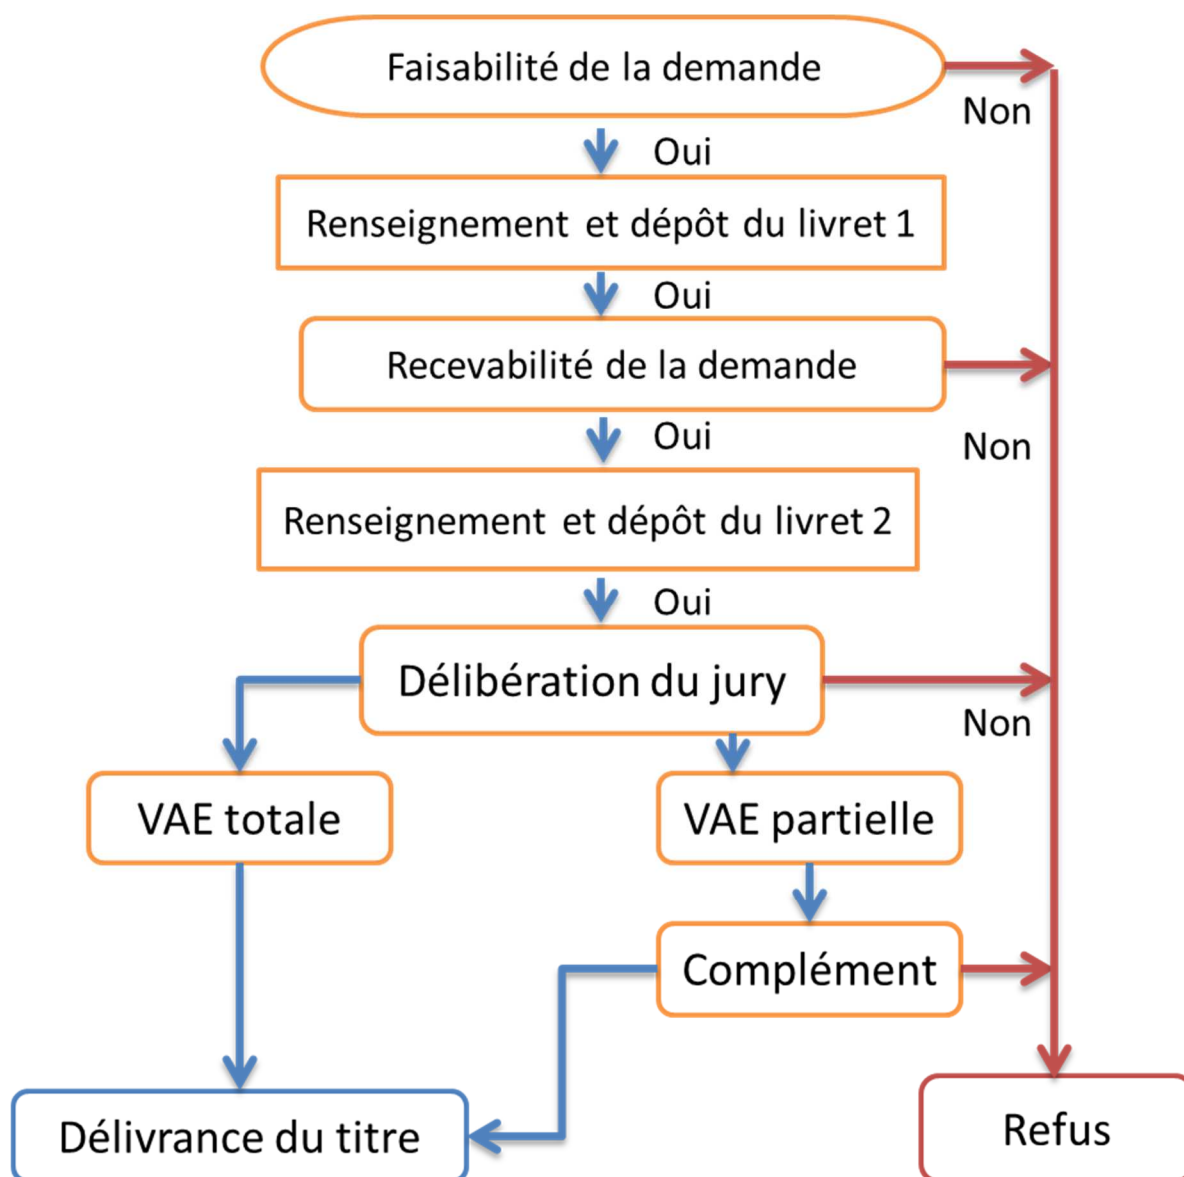 Faisabilité de la demande
Non
Oui
Renseignement et dépôt du livret 1
Oui
Recevabilité de la demande
Oui
Non
Renseignement et dépôt du livret 2
Oui
Délibération du jury
Non
VAE totale
VAE partielle
Complément
Délivrance du titre
Refus